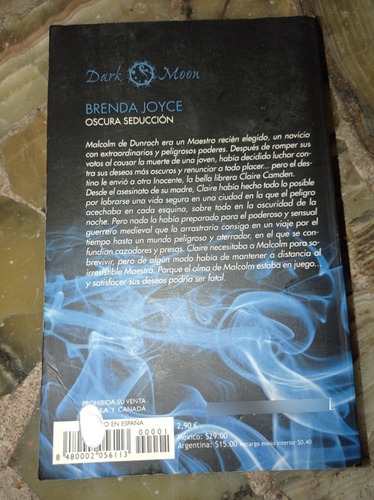 Dark Moon
BRENDA JOYCE
OSCURA SEDUCCIÓN
Malcolm de Dunroch era un Maestro recién elegido, un novicio
con extraordinarios y peligrosos poderes. Después de romper sus
votos al causar la muerte de una joven, había decidido luchar con-
tra sus deseos más oscuros y renunciar a todo placer... pero el des-
tino le envió a otra Inocente, la bella librera Claire Camden.
Desde el asesinato de su madre, Claire había hecho todo lo posible
por labrarse una vida segura en una ciudad en la que el peligro
acechaba en cada esquina, sobre todo en la oscuridad de la
noche. Pero nada la había preparado para el poderoso y sensual
guerrero medieval que la arrastraría consigo en un viaje por el
tiempo hasta un mundo peligroso y aterrador, en el que se con-
fundían cazadores y presas. Claire necesitaba a Malcolm para so-
brevivir, pero de algún modo había de mantener a distancia al
irresistible Maestro. Porque el alma de Malcolm estaba en juego...
y satisfacer sus deseos podría ser fatal.
PROHIBIDA SU VENTA
U.S.A. Y CANADÁ
O EN ESPAÑA
00001
2,90 €
México: $29.00
Argentina: $15.00 Recargo envío interior $0.40
8 480002 056113